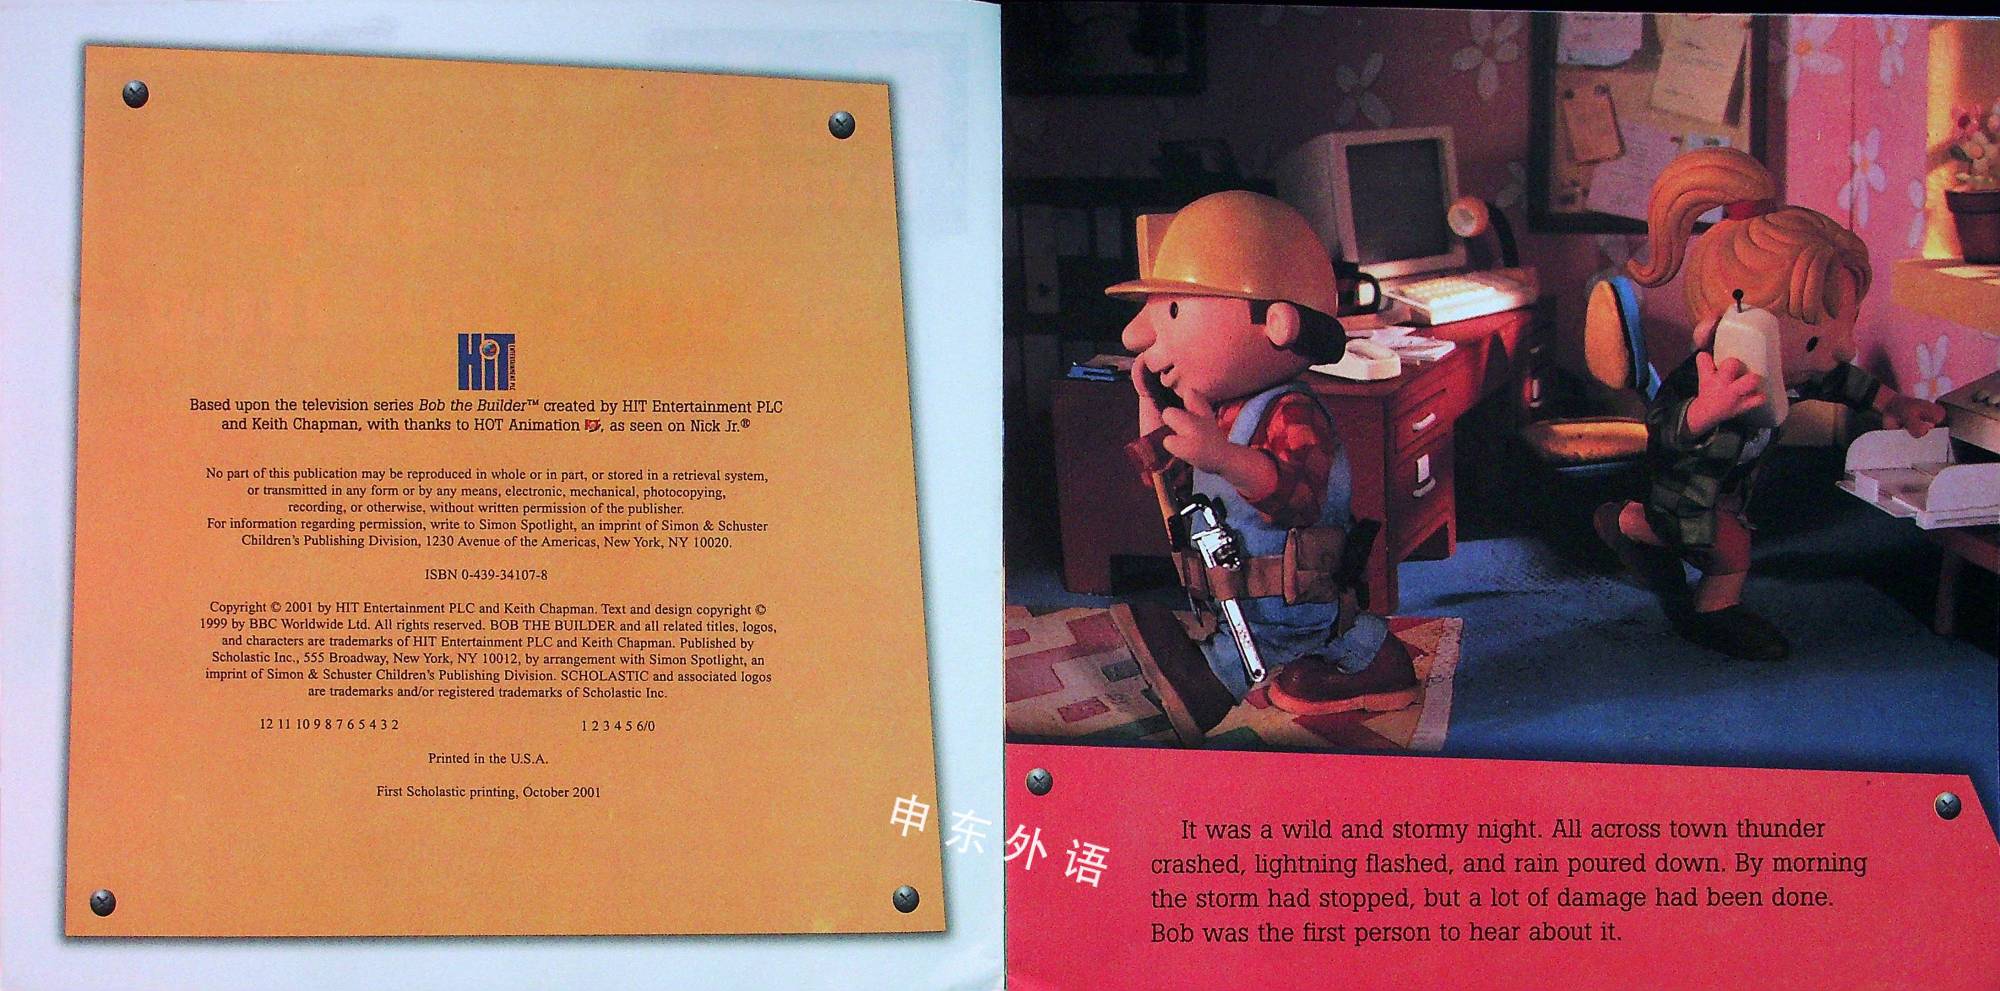 HiT
ENTERTAINMENT PLC
Based upon the television series Bob the Builder™ created by HIT Entertainment PLC
and Keith Chapman, with thanks to HOT Animation , as seen on Nick Jr.®
No part of this publication may be reproduced in whole or in part, or stored in a retrieval system,
or transmitted in any form or by any means, electronic, mechanical, photocopying,
recording, or otherwise, without written permission of the publisher.
For information regarding permission, write to Simon Spotlight, an imprint of Simon & Schuster
Children's Publishing Division, 1230 Avenue of the Americas, New York, NY 10020.
ISBN 0-439-34107-8
Copyright © 2001 by HIT Entertainment PLC and Keith Chapman. Text and design copyright ©
1999 by BBC Worldwide Ltd. All rights reserved. BOB THE BUILDER and all related titles, logos,
and characters are trademarks of HIT Entertainment PLC and Keith Chapman. Published by
Scholastic Inc., 555 Broadway, New York, NY 10012, by arrangement with Simon Spotlight, an
imprint of Simon & Schuster Children's Publishing Division. SCHOLASTIC and associated logos
are trademarks and/or registered trademarks of Scholastic Inc.
12 11 10 9 8 7 6 5 4 3 2 1 2 3 4 5 6/0
Printed in the U.S.A.
First Scholastic printing, October 2001
申东外语
It was a wild and stormy night. All across town thunder
crashed, lightning flashed, and rain poured down. By morning
the storm had stopped, but a lot of damage had been done.
Bob was the first person to hear about it.